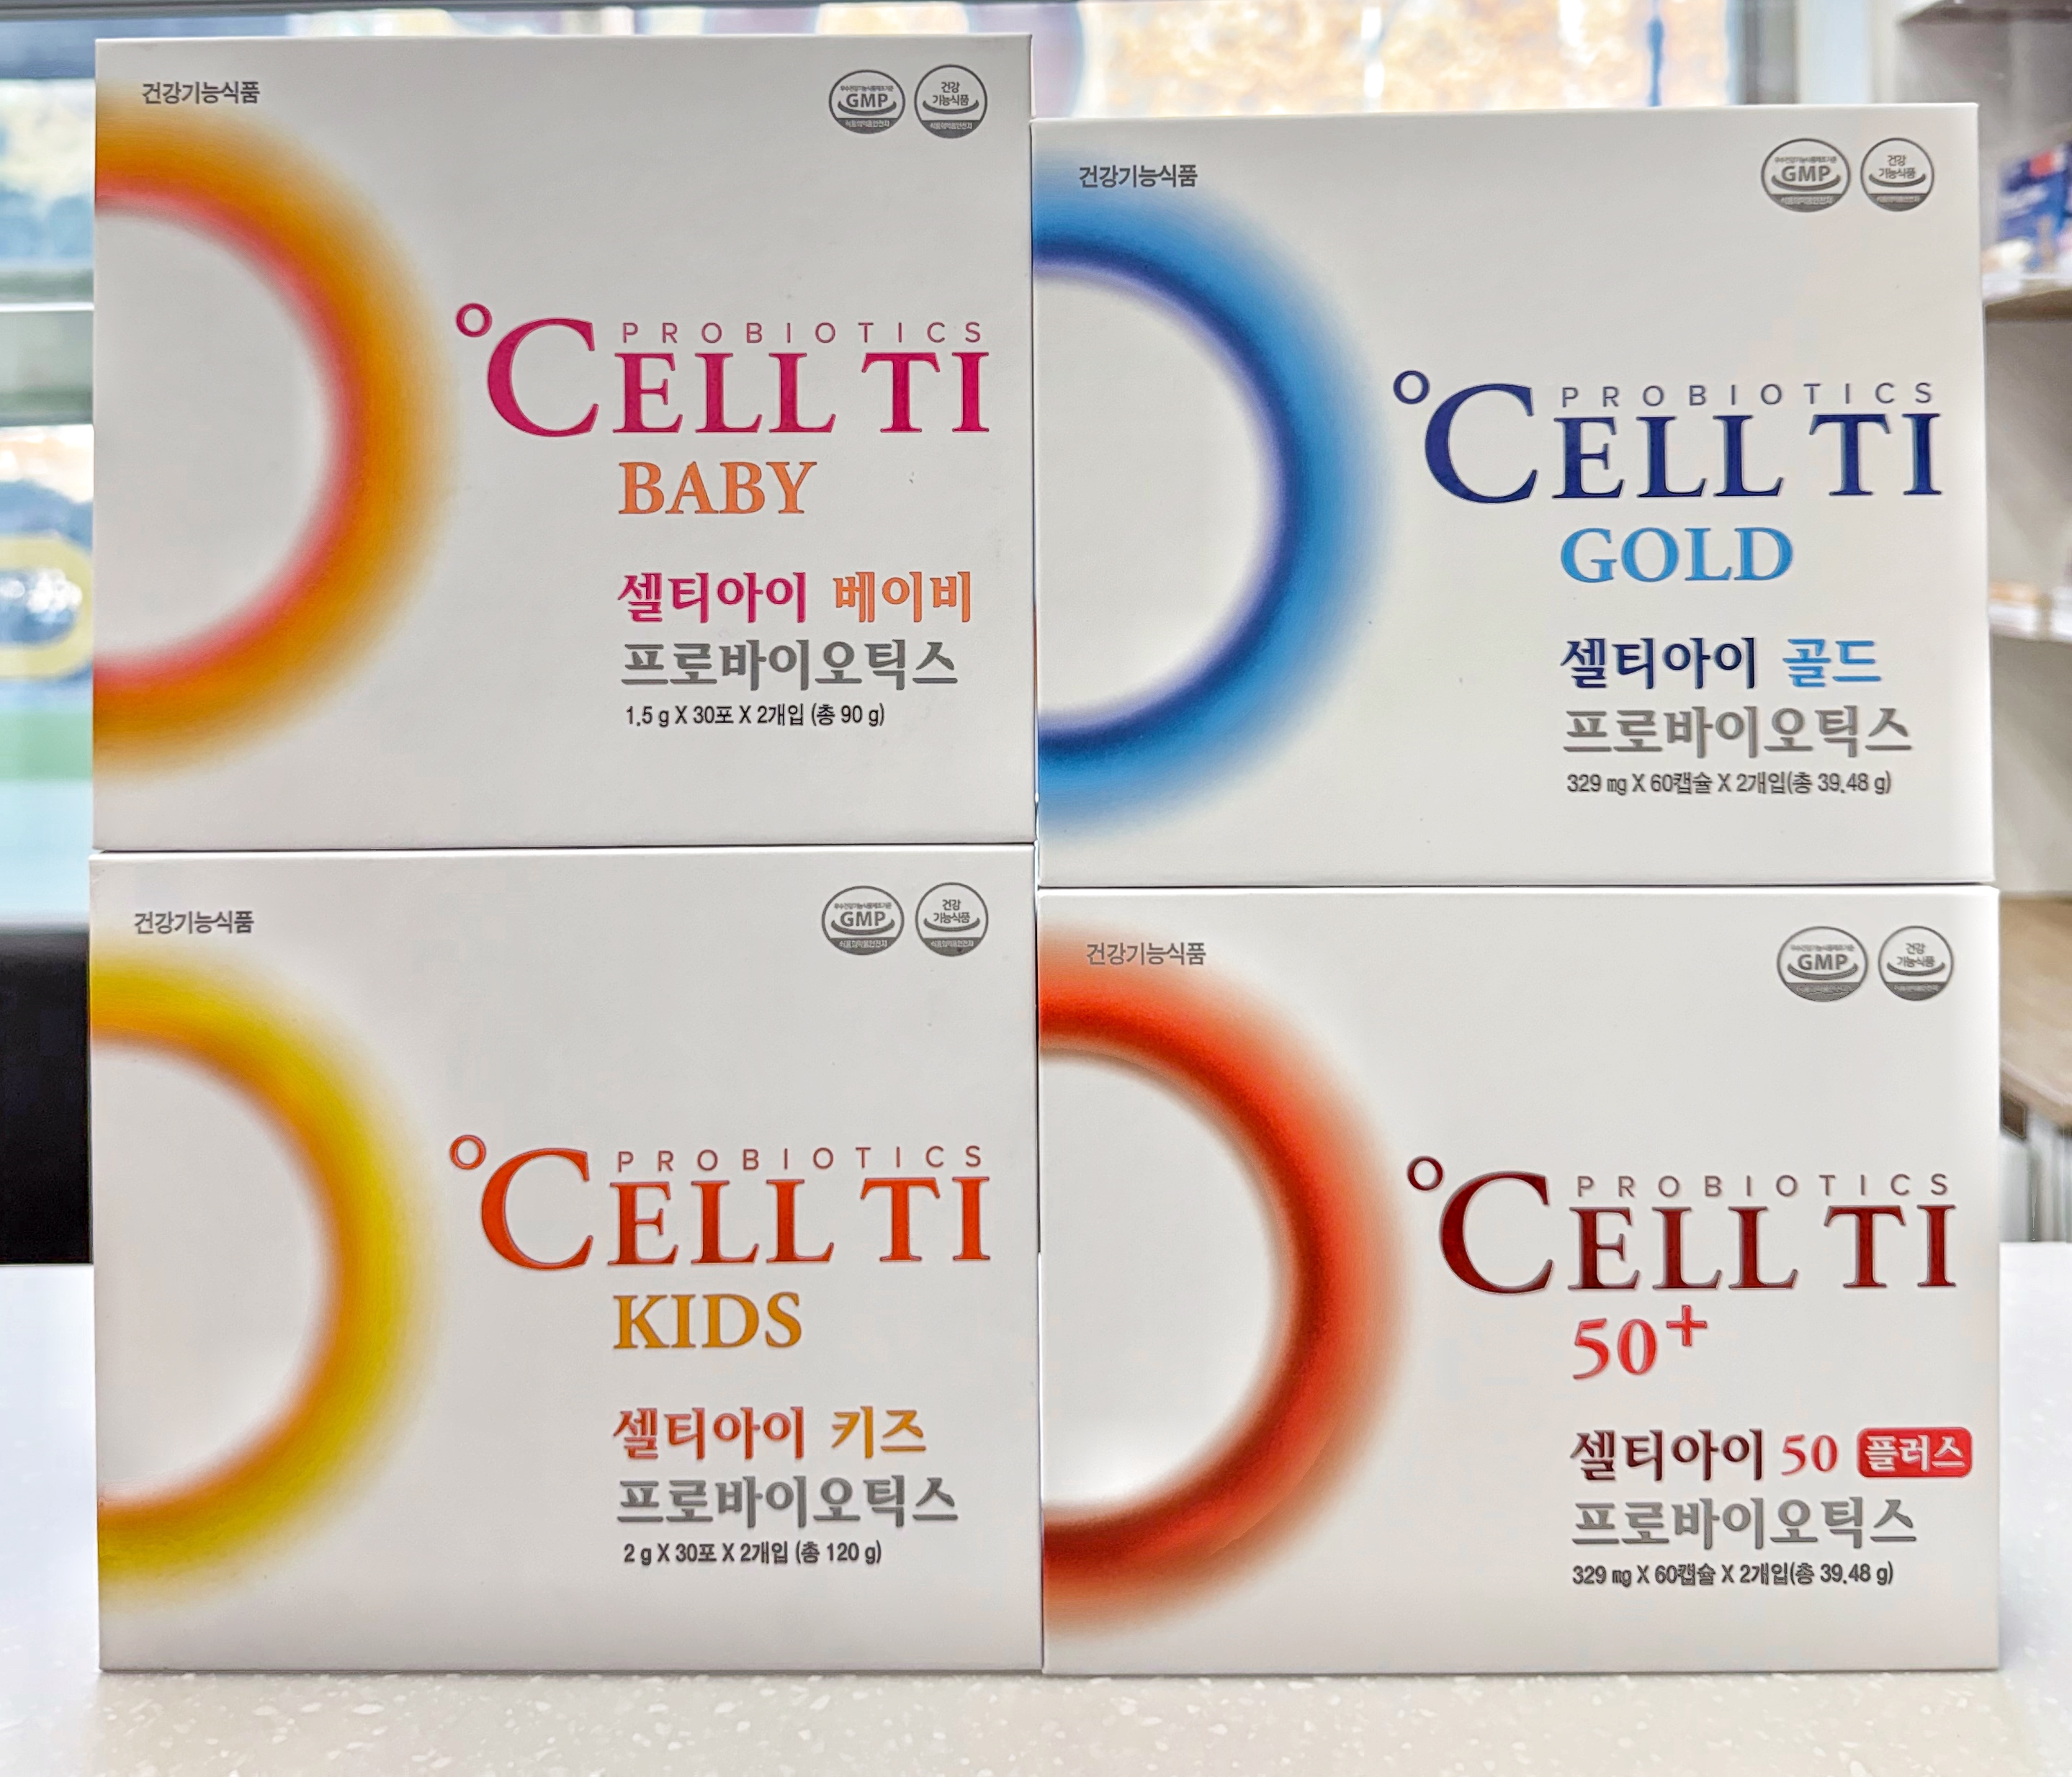 건강기능식품
GMP
건강
기능식품
PROBIOTICS
°CELL TI
BABY
셀티아이 베이비
프로바이오틱스
1.5 g X 30포 X 2개입 (총 90 g)
건강기능식품
GMP
건강
기능식품
PROBIOTICS
°CELL TI
GOLD
셀티아이 골드
프로바이오틱스
329 ㎎ X 60캡슐 X 2개입(총 39.48 g)
건강기능식품
GMP
건강
기능식품
PROBIOTICS
°CELL TI
KIDS
셀티아이 키즈
프로바이오틱스
2 g X 30포 X 2개입 (총 120 g)
건강기능식품
GMP
건강
기능식품
PROBIOTICS
°CELL TI
50+
셀티아이 50 플러스
프로바이오틱스
329 ㎎ X 60캡슐 X 2개입(총 39.48 g)